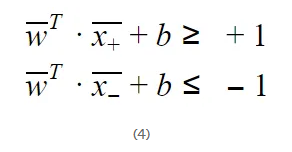 w̅ᵀ · x̅₊ + b ≥ + 1
w̅ᵀ · x̅₋ + b ≤ − 1
(4)